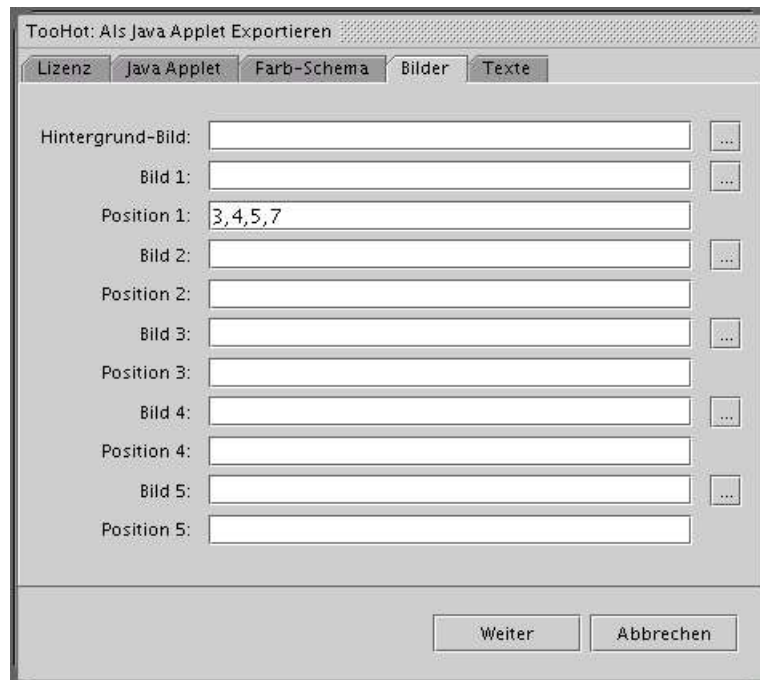 TooHot: Als Java Applet Exportieren
Lizenz Java Applet Farb-Schema Bilder Texte
Hintergrund-Bild: ...
Bild 1: ...
Position 1: 3,4,5,7
Bild 2: ...
Position 2:
Bild 3: ...
Position 3:
Bild 4: ...
Position 4:
Bild 5: ...
Position 5:
Weiter Abbrechen